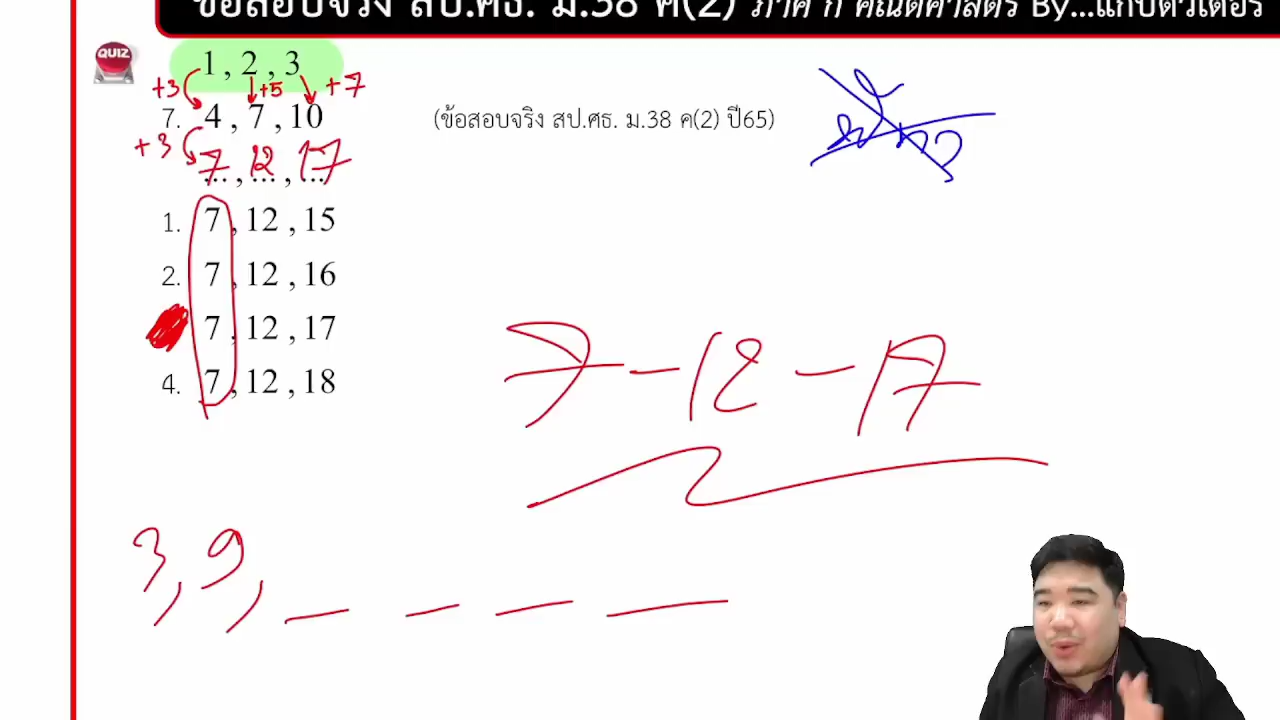 ข้อสอบจริง สป.ศธ. ม.38 ค(2) ภาค ก คณิตศาสตร์ By...แก๊ปติวเตอร์
QUIZ
1 , 2 , 3
+3 +5 +7
7. 4 , 7 , 10 (ข้อสอบจริง สป.ศธ. ม.38 ค(2) ปี65)
+3 7 12 17
... , ... , ...
1. 7 , 12 , 15
2. 7 , 12 , 16
7 , 12 , 17
4. 7 , 12 , 18
7 - 12 - 17
3, 9, _ _ _ _